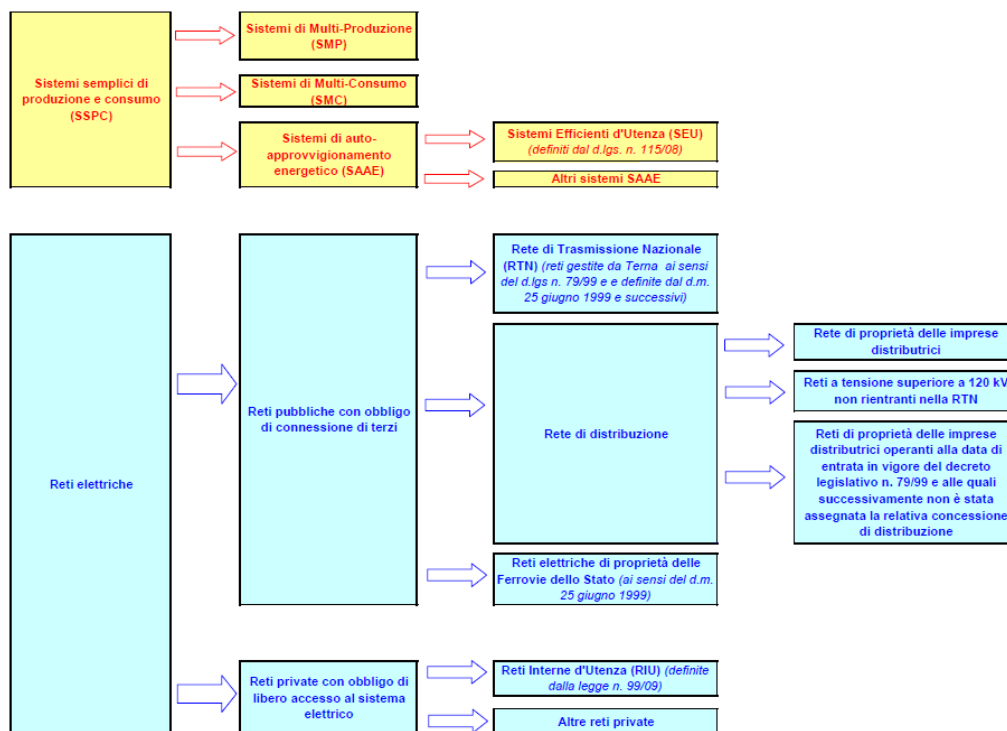 Sistemi semplici di
produzione e consumo
(SSPC)
Sistemi di Multi-Produzione
(SMP)
Sistemi di Multi-Consumo
(SMC)
Sistemi di auto-
approvvigionamento
energetico (SAAE)
Sistemi Efficienti d'Utenza (SEU)
(definiti dal d.lgs. n. 115/08)
Altri sistemi SAAE
Reti elettriche
Reti pubbliche con obbligo
di connessione di terzi
Rete di Trasmissione Nazionale
(RTN) (reti gestite da Terna ai sensi
del d.lgs n. 79/99 e e definite dal d.m.
25 giugno 1999 e successivi)
Rete di distribuzione
Rete di proprietà delle imprese
distributrici
Reti a tensione superiore a 120 kV
non rientranti nella RTN
Reti di proprietà delle imprese
distributrici operanti alla data di
entrata in vigore del decreto
legislativo n. 79/99 e alle quali
successivamente non è stata
assegnata la relativa concessione
di distribuzione
Reti elettriche di proprietà delle
Ferrovie dello Stato (ai sensi del d.m.
25 giugno 1999)
Reti private con obbligo di
libero accesso al sistema
elettrico
Reti Interne d'Utenza (RIU) (definite
dalla legge n. 99/09)
Altre reti private